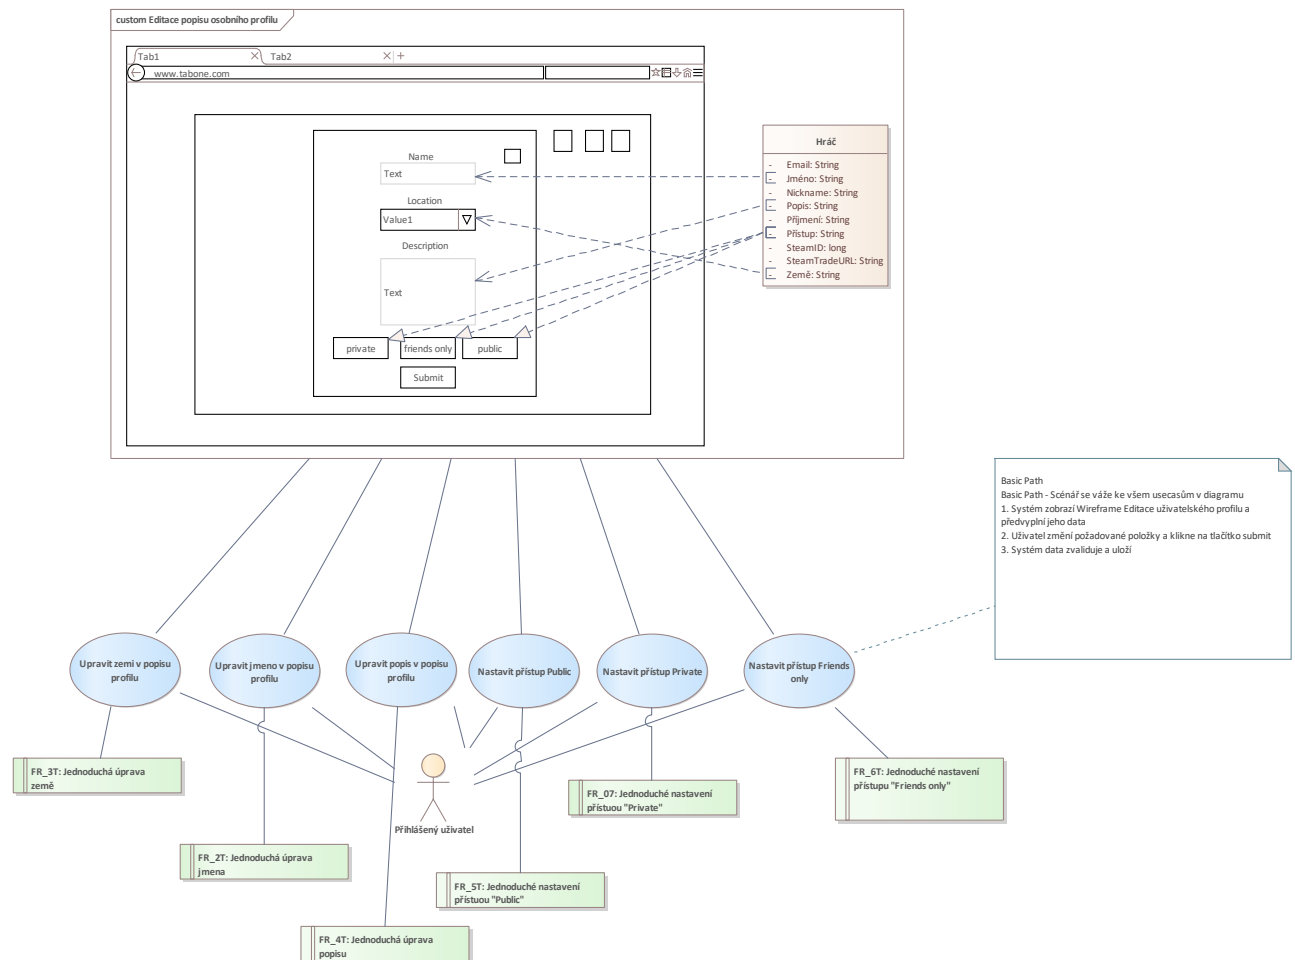 custom Editace popisu osobního profilu
Tab1
Tab2
www.tabone.com
Name
Text
Location
Value1
Description
Text
private
friends only
public
Submit
Hráč
- Email: String
- Jméno: String
- Nickname: String
- Popis: String
- Příjmení: String
- Přístup: String
- SteamID: long
- SteamTradeURL: String
- Země: String
Basic Path
Basic Path - Scénář se váže ke všem usecasům v diagramu
1. Systém zobrazí Wireframe Editace uživatelského profilu a
předvyplní jeho data
2. Uživatel změní požadované položky a klikne na tlačítko submit
3. Systém data zvaliduje a uloží
Upravit zemi v popisu
profilu
Upravit jmeno v popisu
profilu
Upravit popis v popisu
profilu
Nastavit přístup Public
Nastavit přístup Private
Nastavit přístup Friends
only
FR_3T: Jednoduchá úprava
země
FR_2T: Jednoduchá úprava
jmena
FR_4T: Jednoduchá úprava
popisu
Přihlášený uživatel
FR_5T: Jednoduché nastavení
přístuou "Public"
FR_07: Jednoduché nastavení
přístuou "Private"
FR_6T: Jednoduché nastavení
přístupu "Friends only"